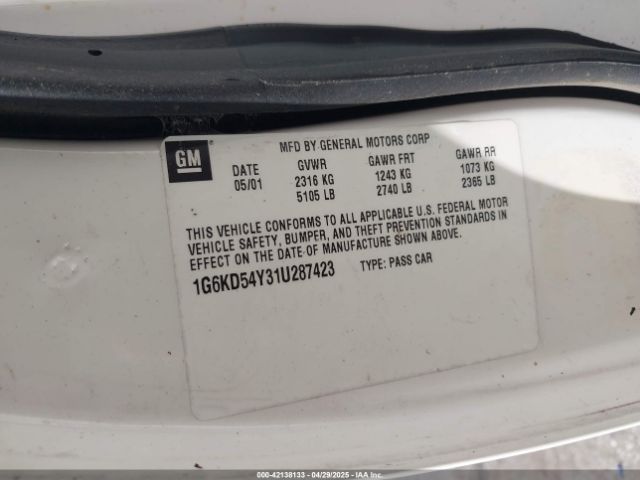 GM
MFD BY GENERAL MOTORS CORP
DATE GVWR GAWR FRT GAWR RR
05/01 2316 KG 1243 KG 1073 KG
5105 LB 2740 LB 2365 LB
THIS VEHICLE CONFORMS TO ALL APPLICABLE U.S. FEDERAL MOTOR
VEHICLE SAFETY, BUMPER, AND THEFT PREVENTION STANDARDS IN
EFFECT ON THE DATE OF MANUFACTURE SHOWN ABOVE.
1G6KD54Y31U287423 TYPE: PASS CAR
000-42138133 - 04/29/2025 - IAA Inc.